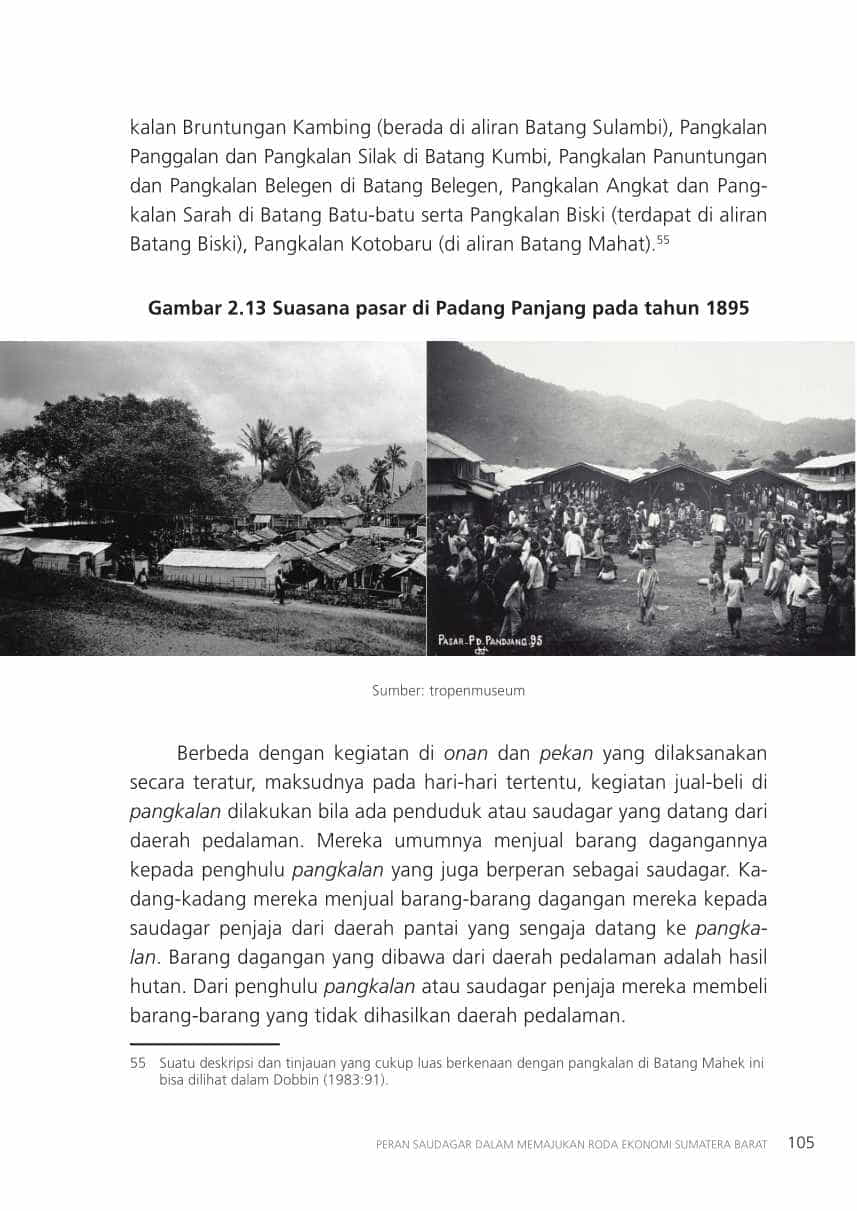 kalan Bruntungan Kambing (berada di aliran Batang Sulambi), Pangkalan
Panggalan dan Pangkalan Silak di Batang Kumbi, Pangkalan Panuntungan
dan Pangkalan Belegen di Batang Belegen, Pangkalan Angkat dan Pang-
kalan Sarah di Batang Batu-batu serta Pangkalan Biski (terdapat di aliran
Batang Biski), Pangkalan Kotobaru (di aliran Batang Mahat).55
Gambar 2.13 Suasana pasar di Padang Panjang pada tahun 1895
PASAR.PD.PANDJANG.95
Sumber: tropenmuseum
Berbeda dengan kegiatan di onan dan pekan yang dilaksanakan
secara teratur, maksudnya pada hari-hari tertentu, kegiatan jual-beli di
pangkalan dilakukan bila ada penduduk atau saudagar yang datang dari
daerah pedalaman. Mereka umumnya menjual barang dagangannya
kepada penghulu pangkalan yang juga berperan sebagai saudagar. Ka-
dang-kadang mereka menjual barang-barang dagangan mereka kepada
saudagar penjaja dari daerah pantai yang sengaja datang ke pangka-
lan. Barang dagangan yang dibawa dari daerah pedalaman adalah hasil
hutan. Dari penghulu pangkalan atau saudagar penjaja mereka membeli
barang-barang yang tidak dihasilkan daerah pedalaman.
55 Suatu deskripsi dan tinjauan yang cukup luas berkenaan dengan pangkalan di Batang Mahek ini
bisa dilihat dalam Dobbin (1983:91).
PERAN SAUDAGAR DALAM MEMAJUKAN RODA EKONOMI SUMATERA BARAT 105